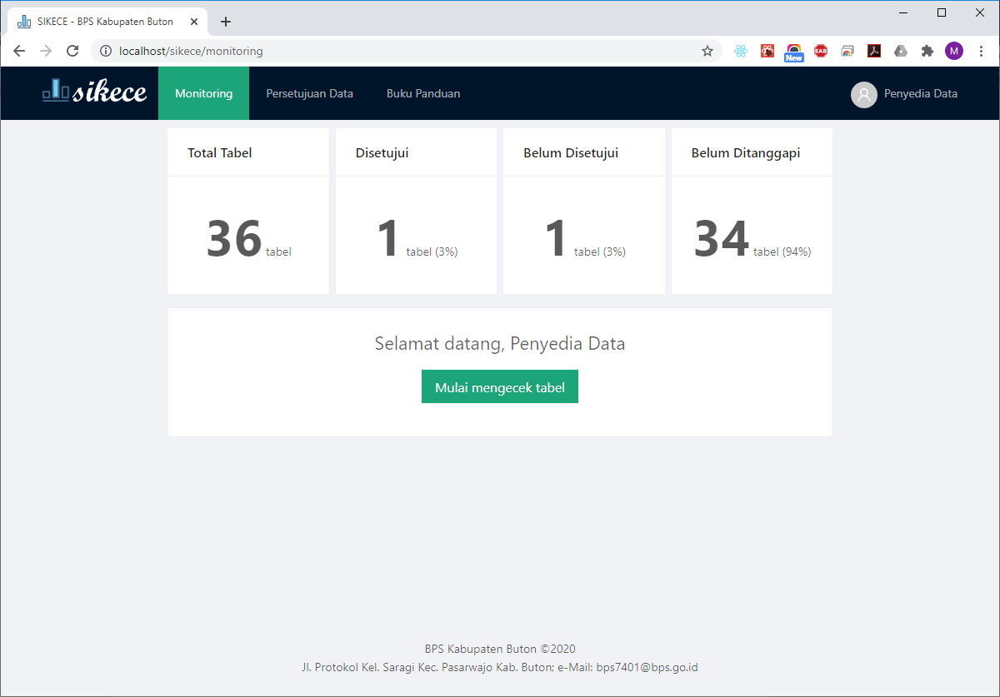 SIKECE - BPS Kabupaten Buton
localhost/sikece/monitoring
New
EAB
M
sikece
Monitoring
Persetujuan Data
Buku Panduan
Penyedia Data
Total Tabel
Disetujui
Belum Disetujui
Belum Ditanggapi
36 tabel
1 tabel (3%)
1 tabel (3%)
34 tabel (94%)
Selamat datang, Penyedia Data
Mulai mengecek tabel
BPS Kabupaten Buton ©2020
Jl. Protokol Kel. Saragi Kec. Pasarwajo Kab. Buton; e-Mail: bps7401@bps.go.id